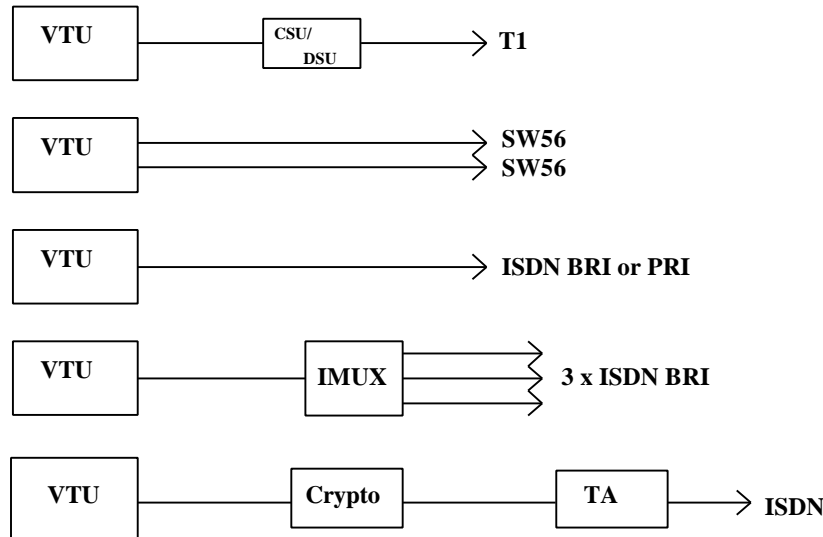 VTU
CSU/
DSU
T1
VTU
SW56
SW56
VTU
ISDN BRI or PRI
VTU
IMUX
3 x ISDN BRI
VTU
Crypto
TA
ISDN